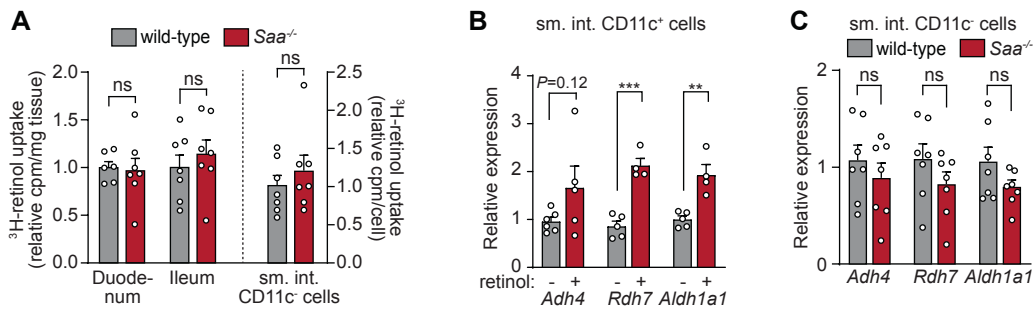 A
wild-type Saa-/-
³H-retinol uptake
(relative cpm/mg tissue)
2.0
1.5
1.0
0.5
0.0
ns
ns
ns
2.5
2.0
1.5
1.0
0.5
0.0
³H-retinol uptake
(relative cpm/cell)
Duode-
num
Ileum
sm. int.
CD11c- cells
B
sm. int. CD11c+ cells
Relative expression
4
3
2
1
0
P=0.12
***
**
retinol: - + - + - +
Adh4 Rdh7 Aldh1a1
C
sm. int. CD11c- cells
wild-type Saa-/-
Relative expression
2
1
0
ns
ns
ns
Adh4 Rdh7 Aldh1a1